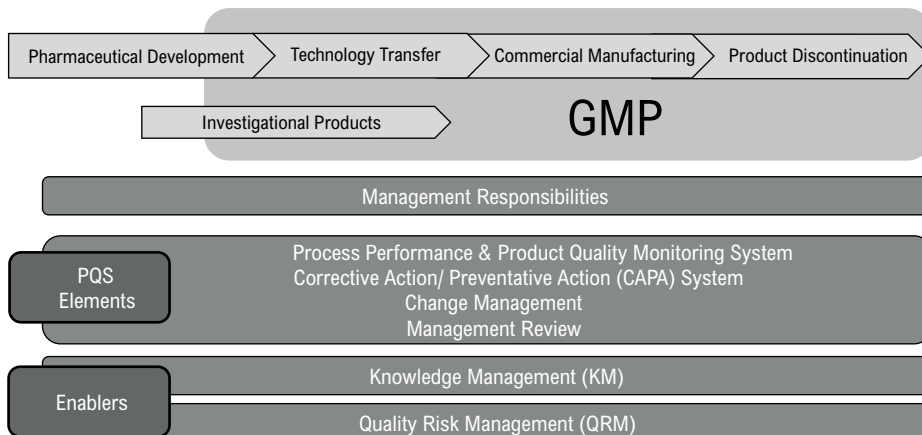 Pharmaceutical Development
Technology Transfer
Commercial Manufacturing
Product Discontinuation
Investigational Products
GMP
Management Responsibilities
PQS
Elements
Process Performance & Product Quality Monitoring System
Corrective Action/ Preventative Action (CAPA) System
Change Management
Management Review
Enablers
Knowledge Management (KM)
Quality Risk Management (QRM)